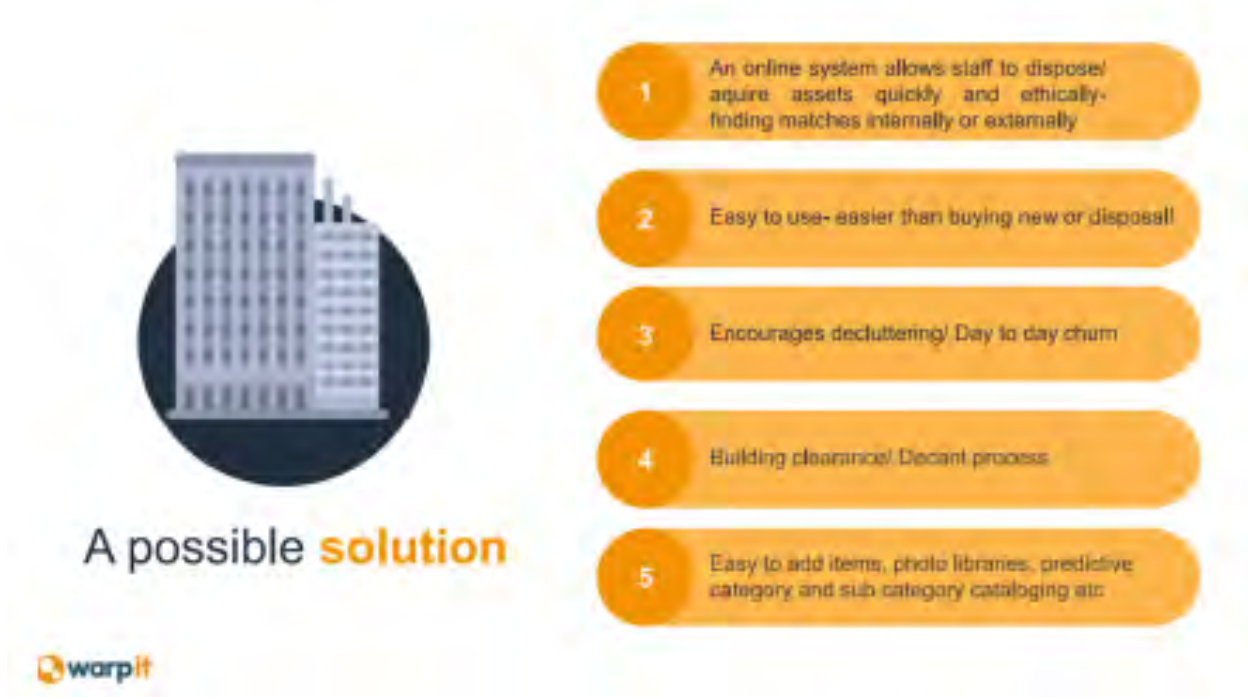 1
An online system allows staff to dispose/
aquire assets quickly and ethically-
finding matches internally or externally
2
Easy to use- easier than buying new or disposal!
3
Encourages decluttering/ Day to day churn
4
Building clearance/ Decant process
5
Easy to add items, photo libraries, predictive
category and sub category cataloging etc
A possible solution
warpit